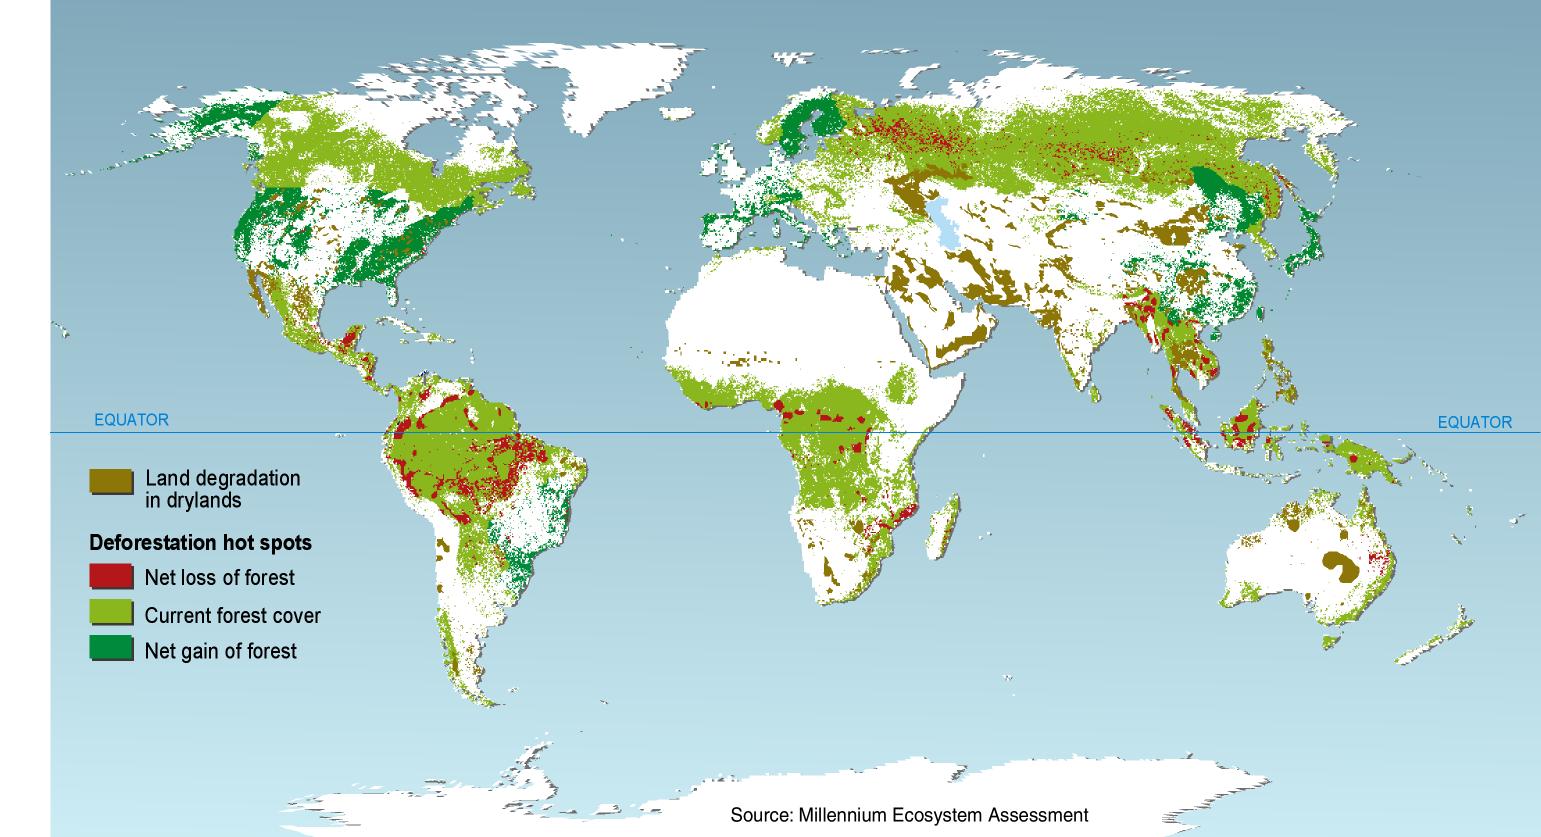 EQUATOR
EQUATOR
Land degradation
in drylands
Deforestation hot spots
Net loss of forest
Current forest cover
Net gain of forest
Source: Millennium Ecosystem Assessment